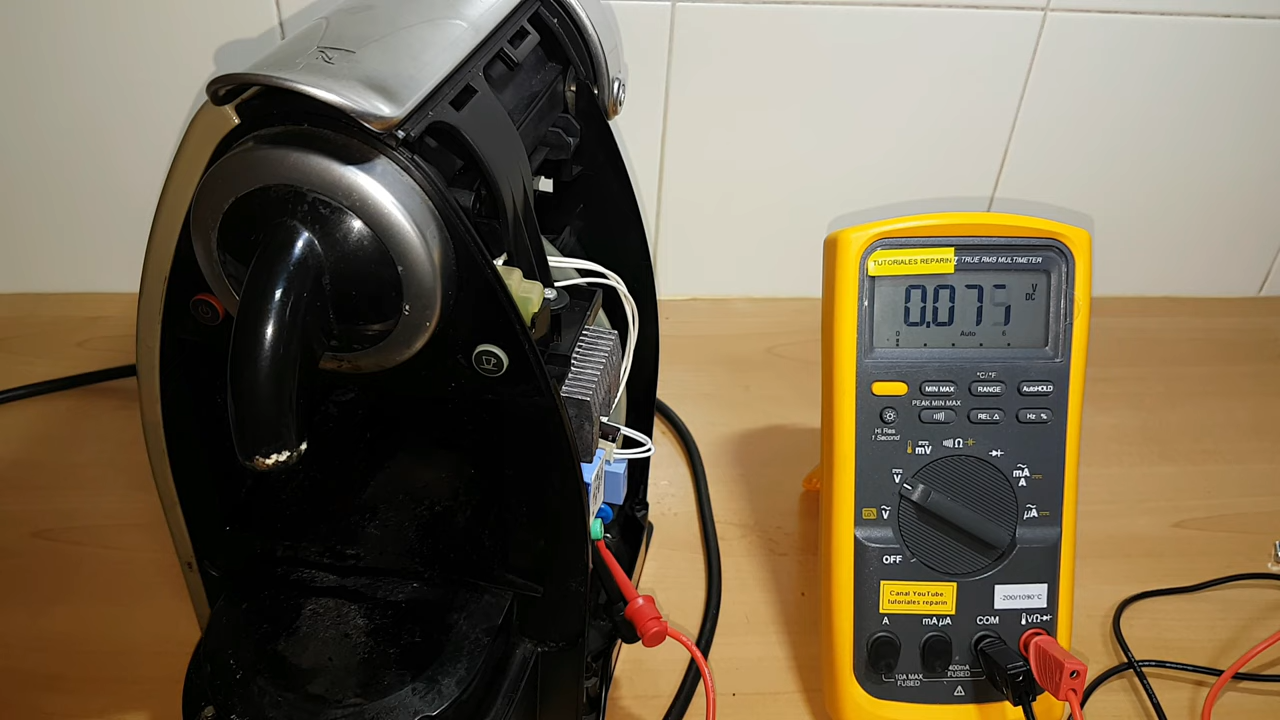 TUTORIALES REPARIN
TRUE RMS MULTIMETER
V
DC
0
Auto
6
°C/°F
MIN MAX
RANGE
AutoHOLD
PEAK MIN MAX
REL Δ
Hz %
Hi Res
1 Second
Ω
mV
V
mA
A
V
µA
OFF
Canal YouTube:
tutoriales reparin
-200/1090°C
A
mA µA
COM
VΩ
400mA
FUSED
10A MAX
FUSED